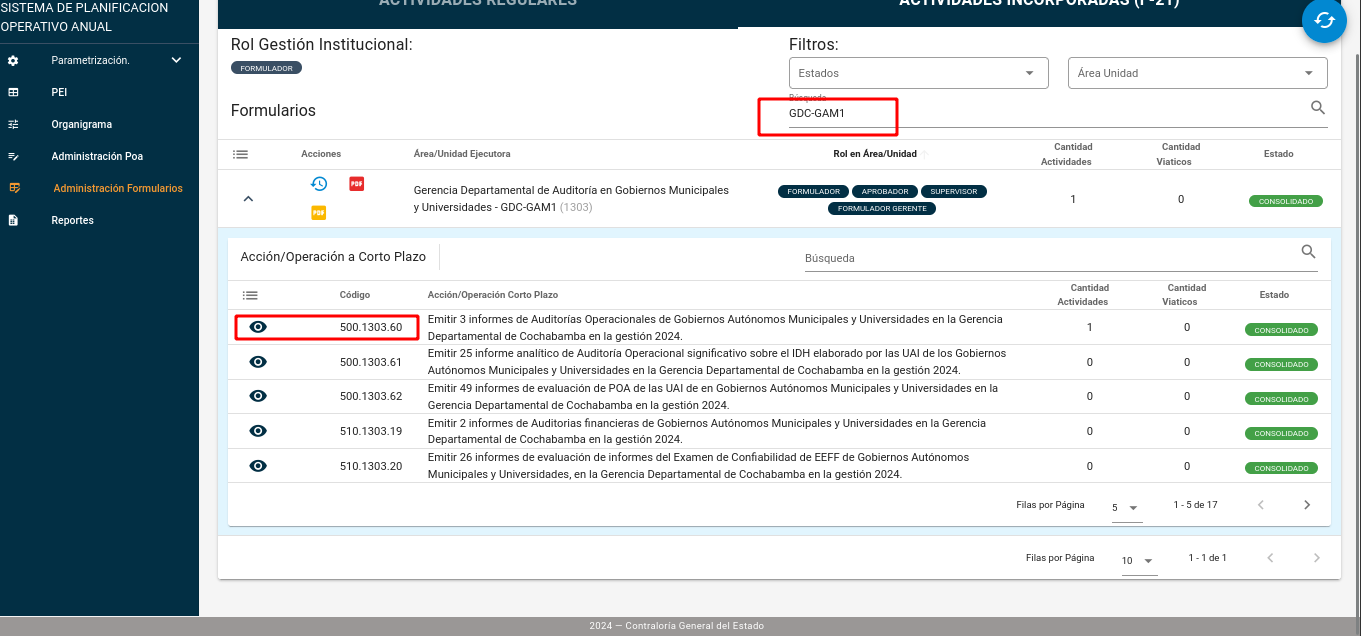 SISTEMA DE PLANIFICACION
OPERATIVO ANUAL
Parametrización.
PEI
Organigrama
Administración Poa
Administración Formularios
Reportes
ACTIVIDADES REGULARES
ACTIVIDADES INCORPORADAS (P-21)
Rol Gestión Institucional:
FORMULADOR
Filtros:
Estados
Área Unidad
Formularios
Búsqueda
GDC-GAM1
Acciones
Área/Unidad Ejecutora
Rol en Área/Unidad
Cantidad
Actividades
Cantidad
Viaticos
Estado
PDF
PDF
Gerencia Departamental de Auditoría en Gobiernos Municipales
y Universidades - GDC-GAM1 (1303)
FORMULADOR
APROBADOR
SUPERVISOR
FORMULADOR GERENTE
1
0
CONSOLIDADO
Acción/Operación a Corto Plazo
Búsqueda
Código
Acción/Operación Corto Plazo
Cantidad
Actividades
Cantidad
Viaticos
Estado
500.1303.60
Emitir 3 informes de Auditorías Operacionales de Gobiernos Autónomos Municipales y Universidades en la Gerencia
Departamental de Cochabamba en la gestión 2024.
1
0
CONSOLIDADO
500.1303.61
Emitir 25 informe analítico de Auditoría Operacional significativo sobre el IDH elaborado por las UAI de los Gobiernos
Autónomos Municipales y Universidades en la Gerencia Departamental de Cochabamba en la gestión 2024.
0
0
CONSOLIDADO
500.1303.62
Emitir 49 informes de evaluación de POA de las UAI de en Gobiernos Autónomos Municipales y Universidades en la
Gerencia Departamental de Cochabamba en la gestión 2024.
0
0
CONSOLIDADO
510.1303.19
Emitir 2 informes de Auditorias financieras de Gobiernos Autónomos Municipales y Universidades en la Gerencia
Departamental de Cochabamba en la gestión 2024.
0
0
CONSOLIDADO
510.1303.20
Emitir 26 informes de evaluación de informes del Examen de Confiabilidad de EEFF de Gobiernos Autónomos
Municipales y Universidades, en la Gerencia Departamental de Cochabamba en la gestión 2024.
0
0
CONSOLIDADO
Filas por Página
5
1 - 5 de 17
Filas por Página
10
1 - 1 de 1
2024 — Contraloría General del Estado